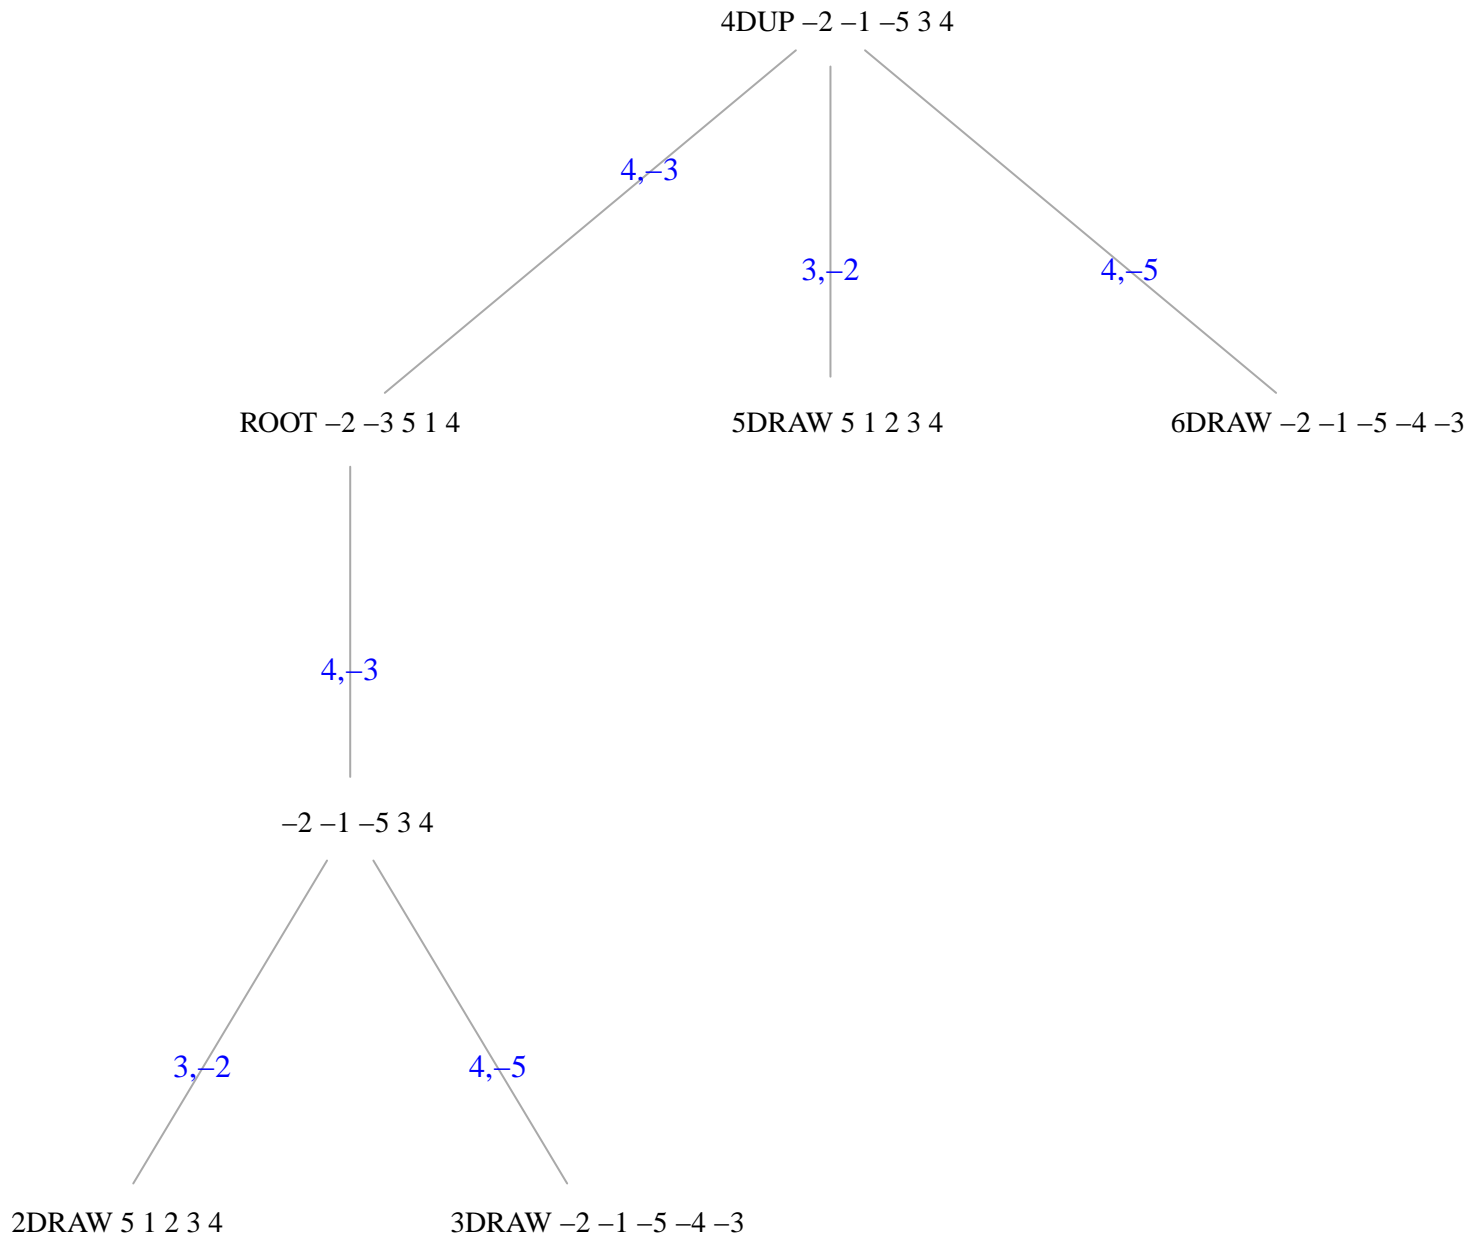 4DUP –2 –1 –5 3 4
4,–3
3,–2
4,–5
ROOT –2 –3 5 1 4
5DRAW 5 1 2 3 4
6DRAW –2 –1 –5 –4 –3
4,–3
–2 –1 –5 3 4
3,–2
4,–5
2DRAW 5 1 2 3 4
3DRAW –2 –1 –5 –4 –3